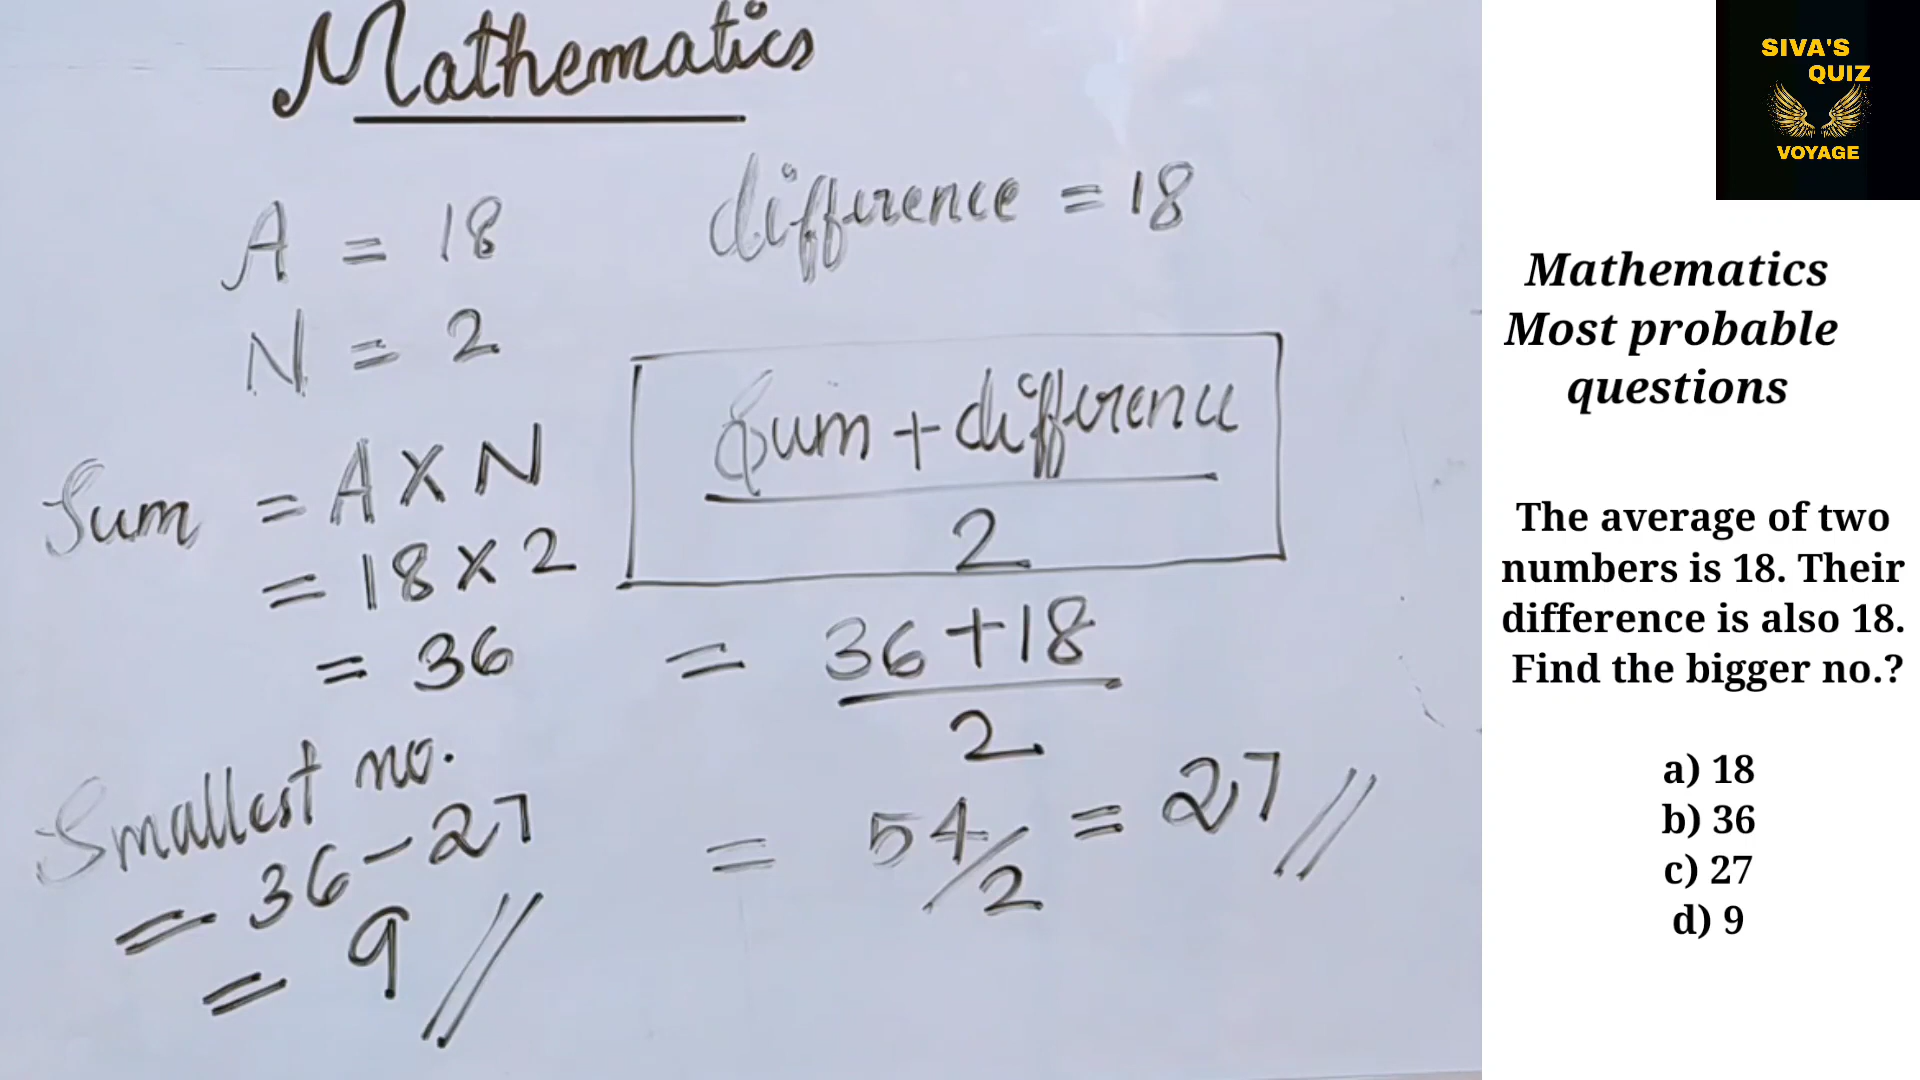 Mathematics
A = 18
N = 2
difference = 18
Sum = A X N
= 18 x 2
= 36
Sum + difference
2
= 36 + 18
2
= 54/2 = 27//
Smallest no.
= 36 - 27
= 9//
SIVA'S
QUIZ
VOYAGE
Mathematics
Most probable
questions
The average of two
numbers is 18. Their
difference is also 18.
Find the bigger no.?
a) 18
b) 36
c) 27
d) 9